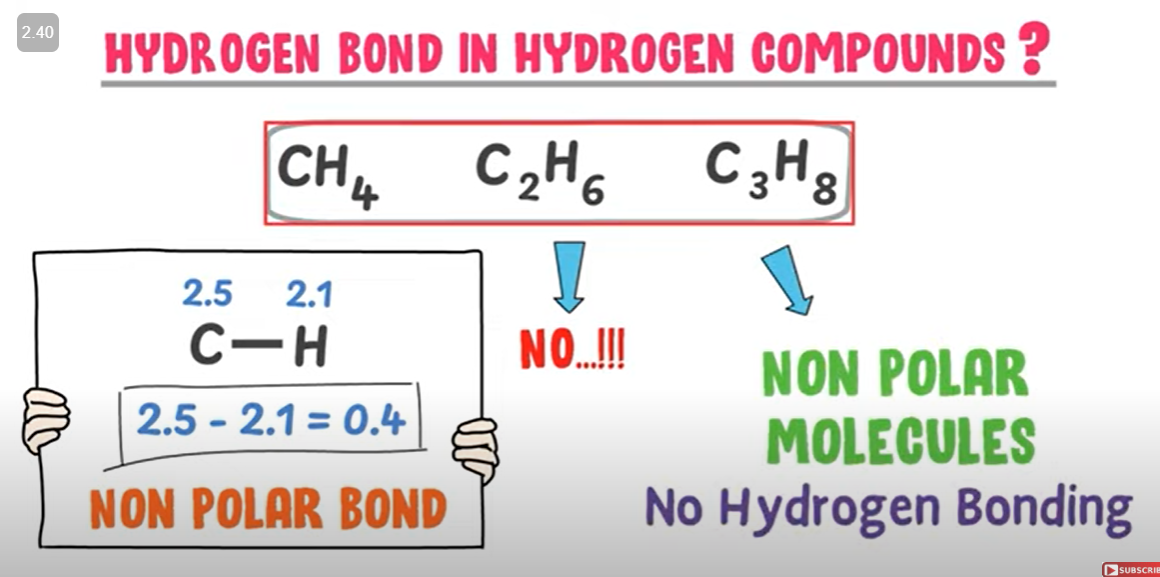 2.40
HYDROGEN BOND IN HYDROGEN COMPOUNDS ?
CH₄ C₂H₆ C₃H₈
2.5 2.1
C—H
2.5 - 2.1 = 0.4
NON POLAR BOND
NO...!!!
NON POLAR
MOLECULES
No Hydrogen Bonding
SUBSCRIB